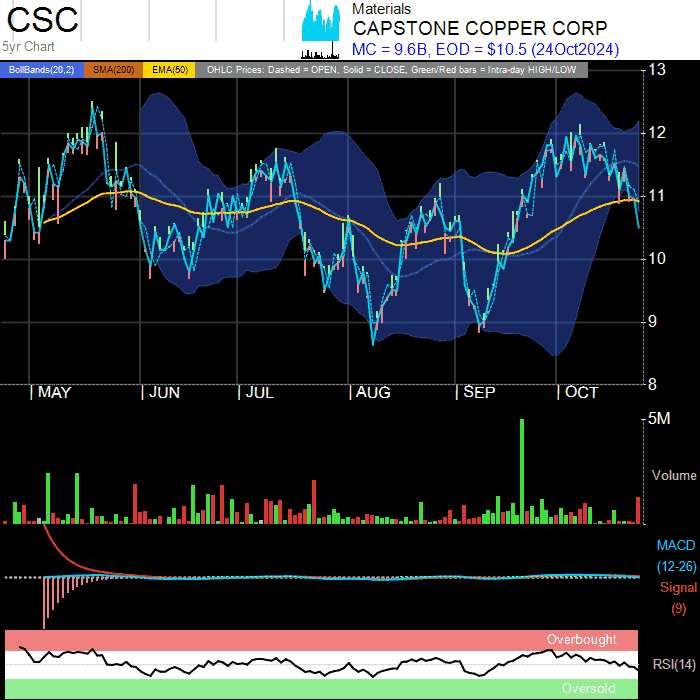 CSC
5yr Chart
Materials
CAPSTONE COPPER CORP
MC = 9.6B, EOD = $10.5 (24Oct2024)
BollBands(20,2) SMA(200) EMA(50) OHLC Prices: Dashed = OPEN, Solid = CLOSE, Green/Red bars = Intra-day HIGH/LOW
13
12
11
10
9
8
| MAY | JUN | JUL | AUG | SEP | OCT
5M
Volume
MACD
(12-26)
Signal
(9)
Overbought
RSI(14)
Oversold